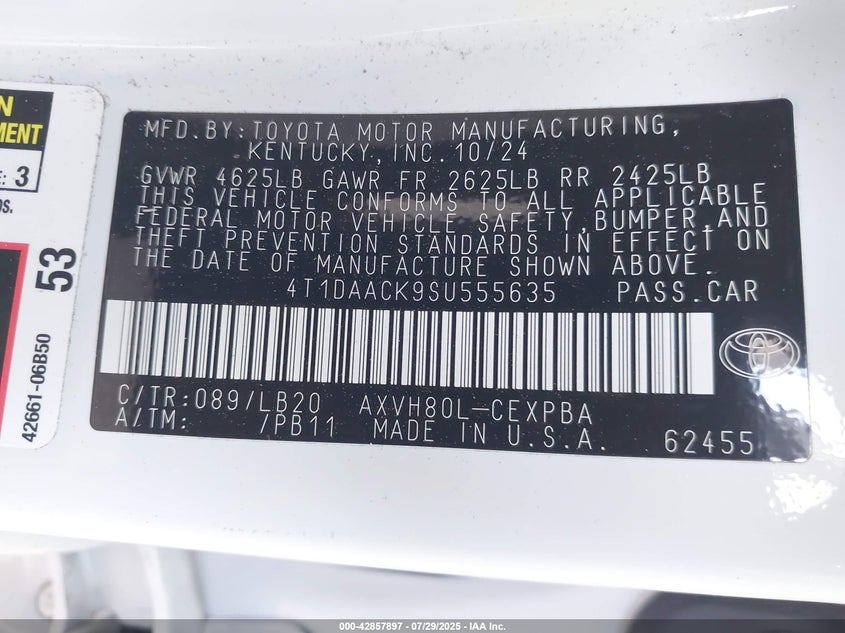 N
MENT
E: 3
OS.
53
42661-06B50
MFD.BY:TOYOTA MOTOR MANUFACTURING,
KENTUCKY,INC.10/24
GVWR 4625LB GAWR FR 2625LB RR 2425LB
THIS VEHICLE CONFORMS TO ALL APPLICABLE
FEDERAL MOTOR VEHICLE SAFETY,BUMPER,AND
THEFT PREVENTION STANDARDS IN EFFECT ON
THE DATE OF MANUFACTURE SHOWN ABOVE.
4T1DAACK9SU555635 PASS.CAR
C/TR:089/LB20 AXVH80L-CEXPBA
A/TM: /PB11 MADE IN U.S.A. 62455
000-42857897 | 07/29/2025 | IAA Inc.